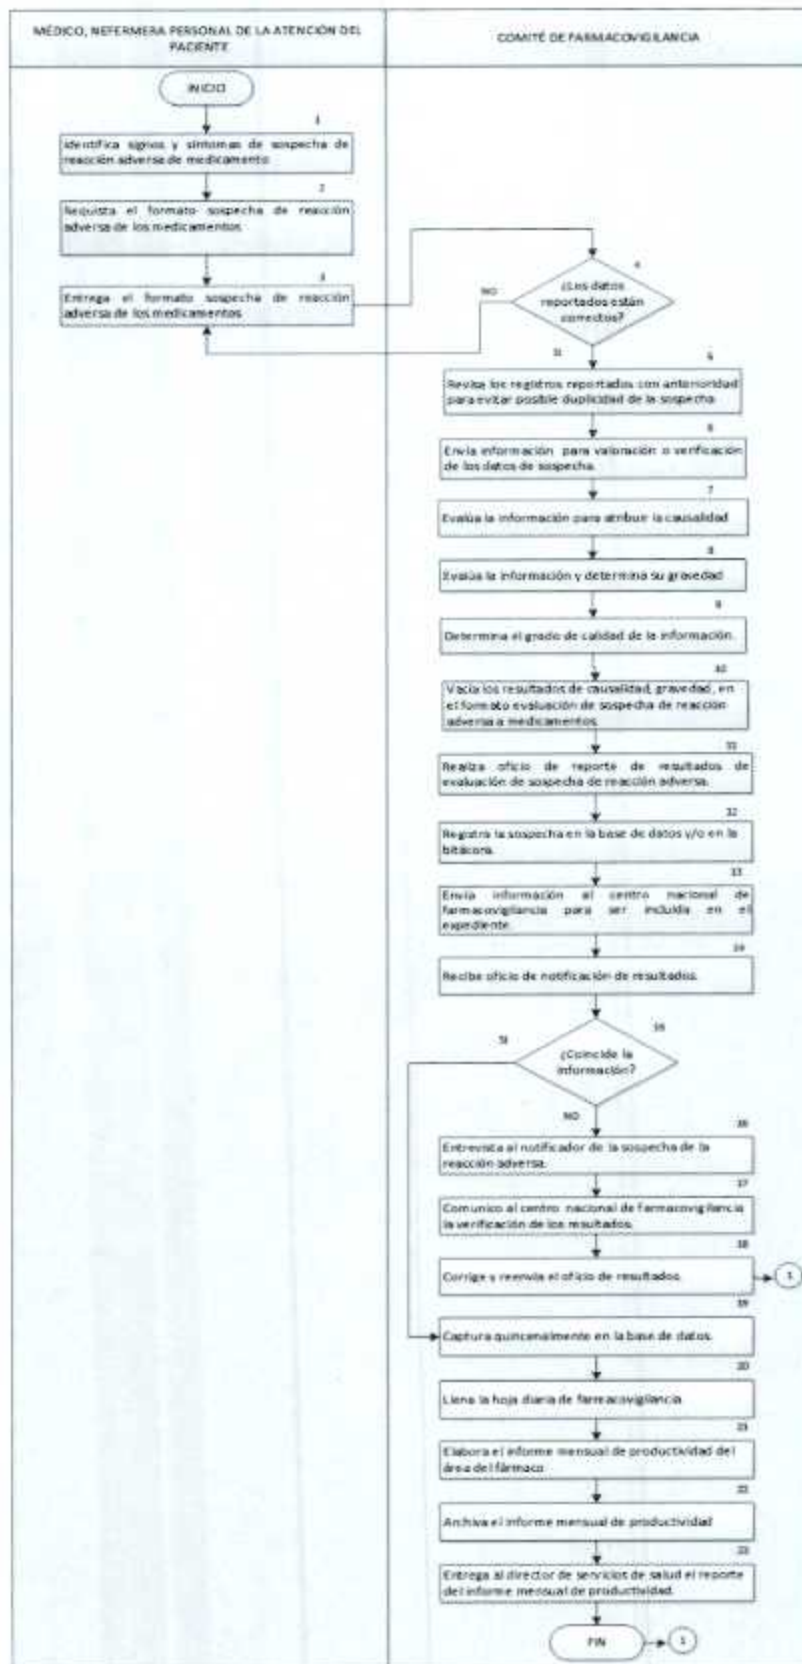 MÉDICO, NEFERMERA PERSONAL DE LA ATENCIÓN DEL
PACIENTE
COMITÉ DE FARMACOVIGILANCIA
INICIO
1
Identifica signos y síntomas de sospecha de
reacción adversa de medicamento
2
Requista el formato sospecha de reacción
adversa de los medicamentos
3
Entrega el formato sospecha de reacción
adversa de los medicamentos
4
¿Los datos
reportados están
correctos?
NO
SI
5
Revisa los registros reportados con anterioridad
para evitar posible duplicidad de la sospecha
6
Envía información para valoración o verificación
de los datos de sospecha.
7
Evalúa la información para atribuir la causalidad
8
Evalúa la información y determina su gravedad
9
Determina el grado de calidad de la información.
10
Vacía los resultados de causalidad, gravedad, en
el formato evaluación de sospecha de reacción
adversa a medicamentos
11
Realiza oficio de reporte de resultados de
evaluación de sospecha de reacción adversa.
12
Registra la sospecha en la base de datos y/o en la
bitácora.
13
Envía información al centro nacional de
farmacovigilancia para ser incluida en el
expediente.
14
Recibe oficio de notificación de resultados.
SI
¿Coincide la
información?
NO
16
Entrevista al notificador de la sospecha de la
reacción adversa.
17
Comunico al centro nacional de farmacovigilancia
la verificación de los resultados.
18
Corrige y reenvía el oficio de resultados.
1
19
Captura quincenalmente en la base de datos.
20
Llena la hoja diaria de farmacovigilancia
21
Elabora el informe mensual de productividad del
área del fármaco
22
Archiva el informe mensual de productividad
23
Entrega al director de servicios de salud el reporte
del informe mensual de productividad.
FIN
1